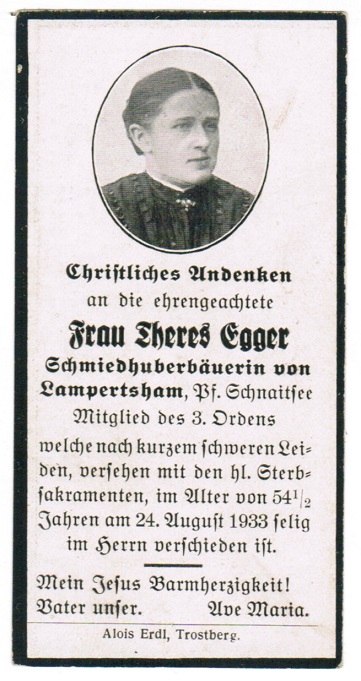 Christliches Andenken
an die ehrengeachtete
Frau Theres Egger
Schmiedhuberbäuerin von
Lampertsham, Pf. Schnaitsee
Mitglied des 3. Ordens
welche nach kurzem schweren Lei-
den, versehen mit den hl. Sterb-
sakramenten, im Alter von 54 1/2
Jahren am 24. August 1933 selig
im Herrn verschieden ist.
Mein Jesus Barmherzigkeit!
Vater unser. Ave Maria.
Alois Erdl, Trostberg.